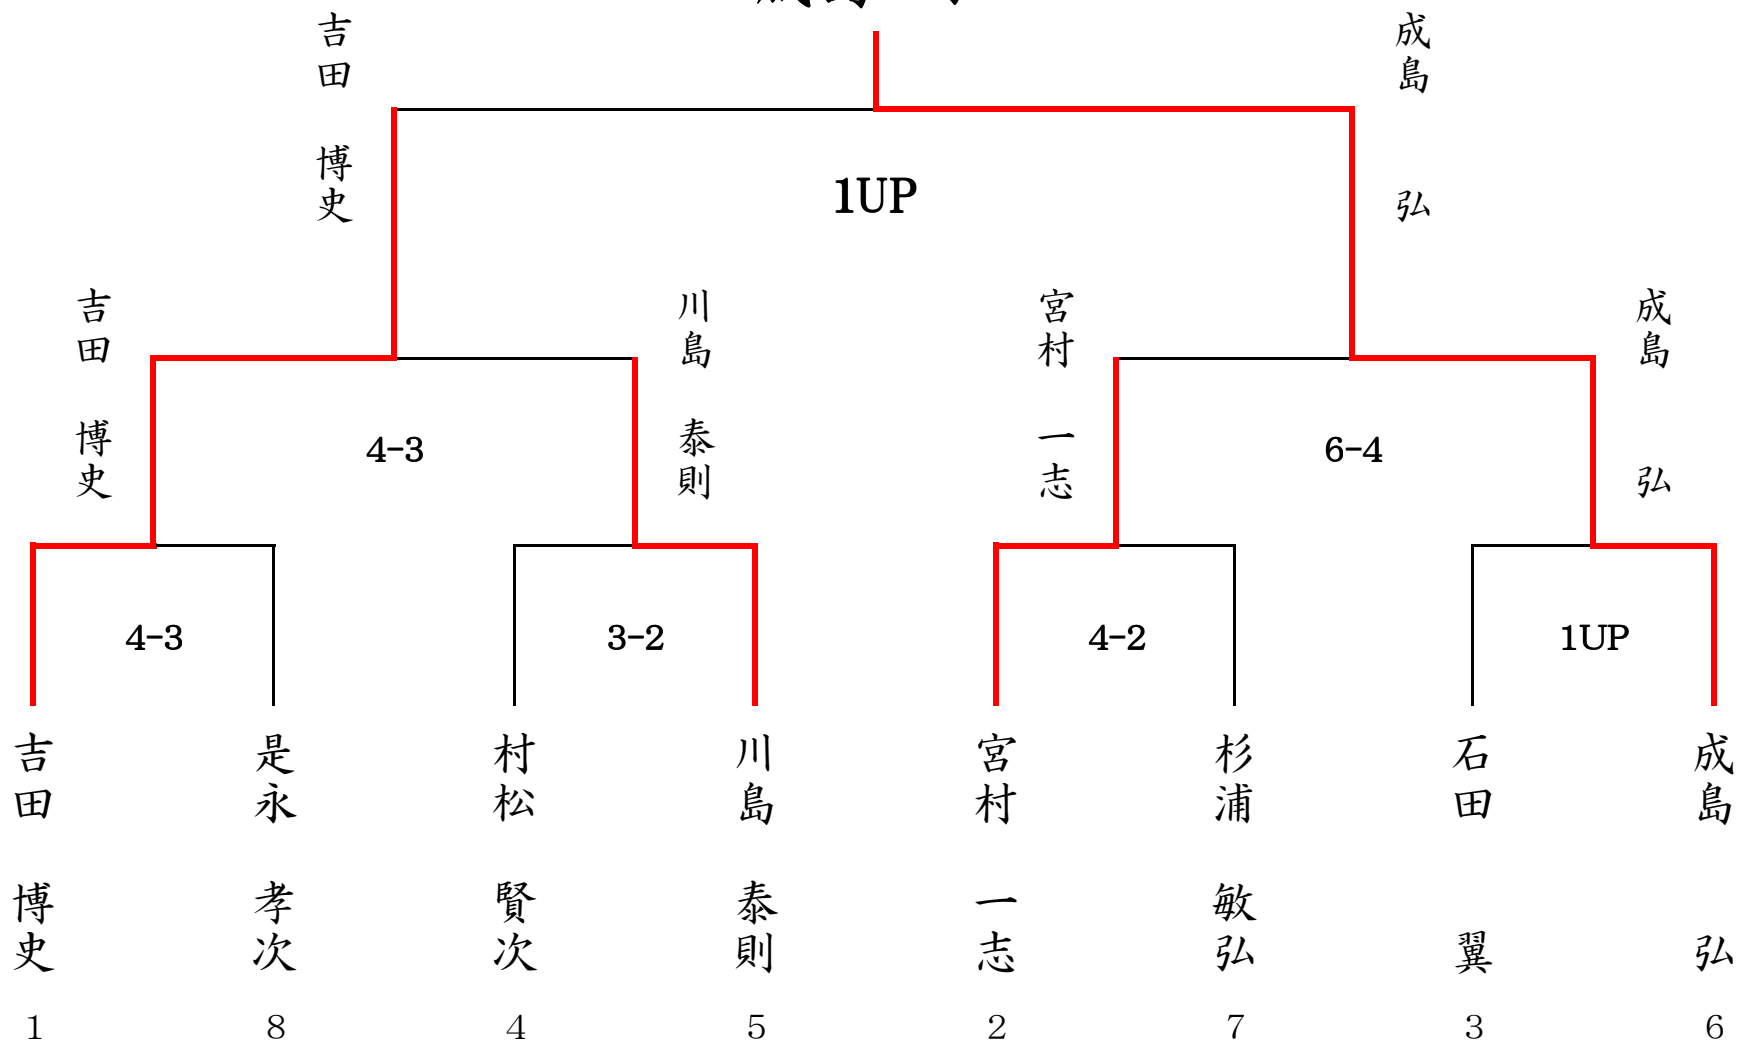 吉田 博史
成島 弘
1UP
吉田 博史
川島 泰則
宮村 一志
成島 弘
4-3
6-4
4-3
3-2
4-2
1UP
吉田 博史
是永 孝次
村松 賢次
川島 泰則
宮村 一志
杉浦 敏弘
石田 翼
成島 弘
1
8
4
5
2
7
3
6